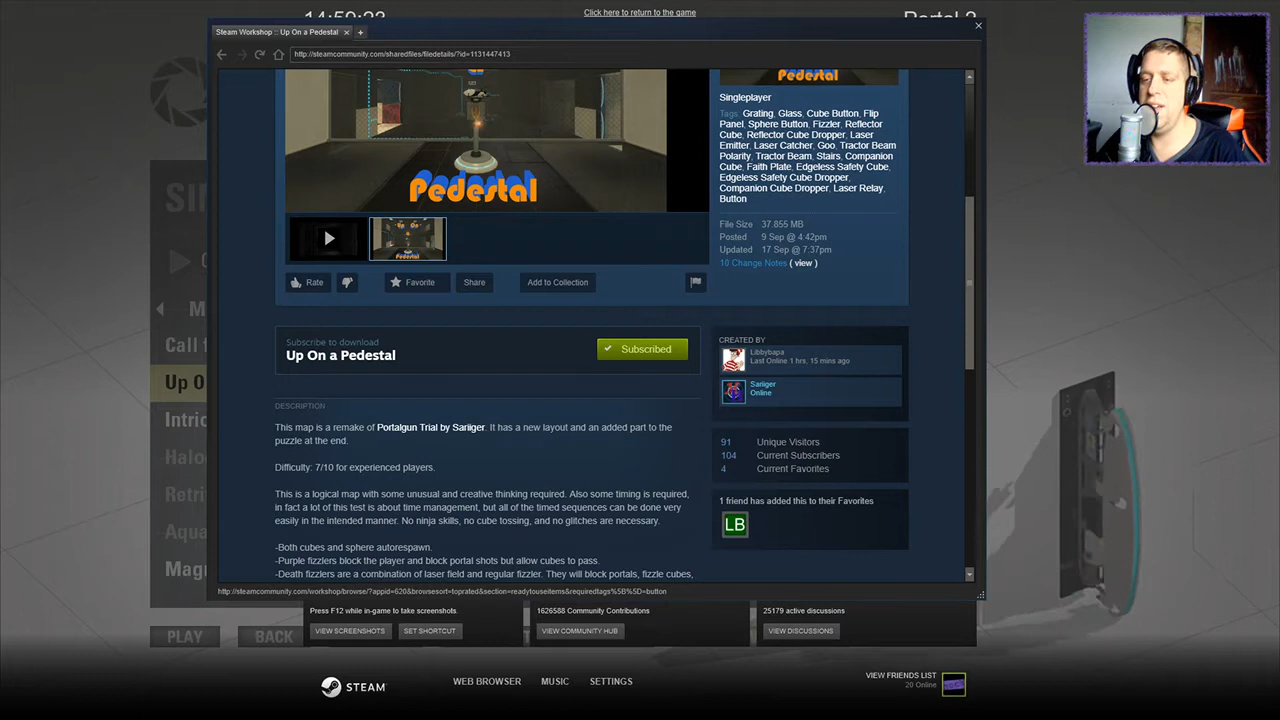 14:59:23
Click here to return to the game
Portal 2
Steam Workshop :: Up On a Pedestal
http://steamcommunity.com/sharedfiles/filedetails/?id=1131447413
Pedestal
Pedestal
Singleplayer
Tags: Grating, Glass, Cube Button, Flip
Panel, Sphere Button, Fizzler, Reflector
Cube, Reflector Cube Dropper, Laser
Emitter, Laser Catcher, Goo, Tractor Beam
Polarity, Tractor Beam, Stairs, Companion
Cube, Faith Plate, Edgeless Safety Cube,
Edgeless Safety Cube Dropper,
Companion Cube Dropper, Laser Relay,
Button
File Size 37.855 MB
Posted 9 Sep @ 4:42pm
Updated 17 Sep @ 7:37pm
10 Change Notes ( view )
Rate
Favorite
Share
Add to Collection
Subscribe to download
Up On a Pedestal
Subscribed
CREATED BY
Libbybapa
Last Online 1 hrs, 15 mins ago
Sariiger
Online
DESCRIPTION
This map is a remake of Portalgun Trial by Sariiger. It has a new layout and an added part to the
puzzle at the end.
Difficulty: 7/10 for experienced players.
This is a logical map with some unusual and creative thinking required. Also some timing is required,
in fact a lot of this test is about time management, but all of the timed sequences can be done very
easily in the intended manner. No ninja skills, no cube tossing, and no glitches are necessary.
-Both cubes and sphere autorespawn.
-Purple fizzlers block the player and block portal shots but allow cubes to pass.
-Death fizzlers are a combination of laser field and regular fizzler. They will block portals, fizzle cubes,
91 Unique Visitors
104 Current Subscribers
4 Current Favorites
1 friend has added this to their Favorites
LB
http://steamcommunity.com/workshop/browse/?appid=620&browsesort=toprated&section=readytouseitems&requiredtags%5B%5D=button
SIN
M
Call t
Up O
Intric
Halo
Retri
Aqua
Magn
PLAY
BACK
Press F12 while in-game to take screenshots.
VIEW SCREENSHOTS
SET SHORTCUT
1626588 Community Contributions
VIEW COMMUNITY HUB
25179 active discussions
VIEW DISCUSSIONS
STEAM
WEB BROWSER
MUSIC
SETTINGS
VIEW FRIENDS LIST
20 Online